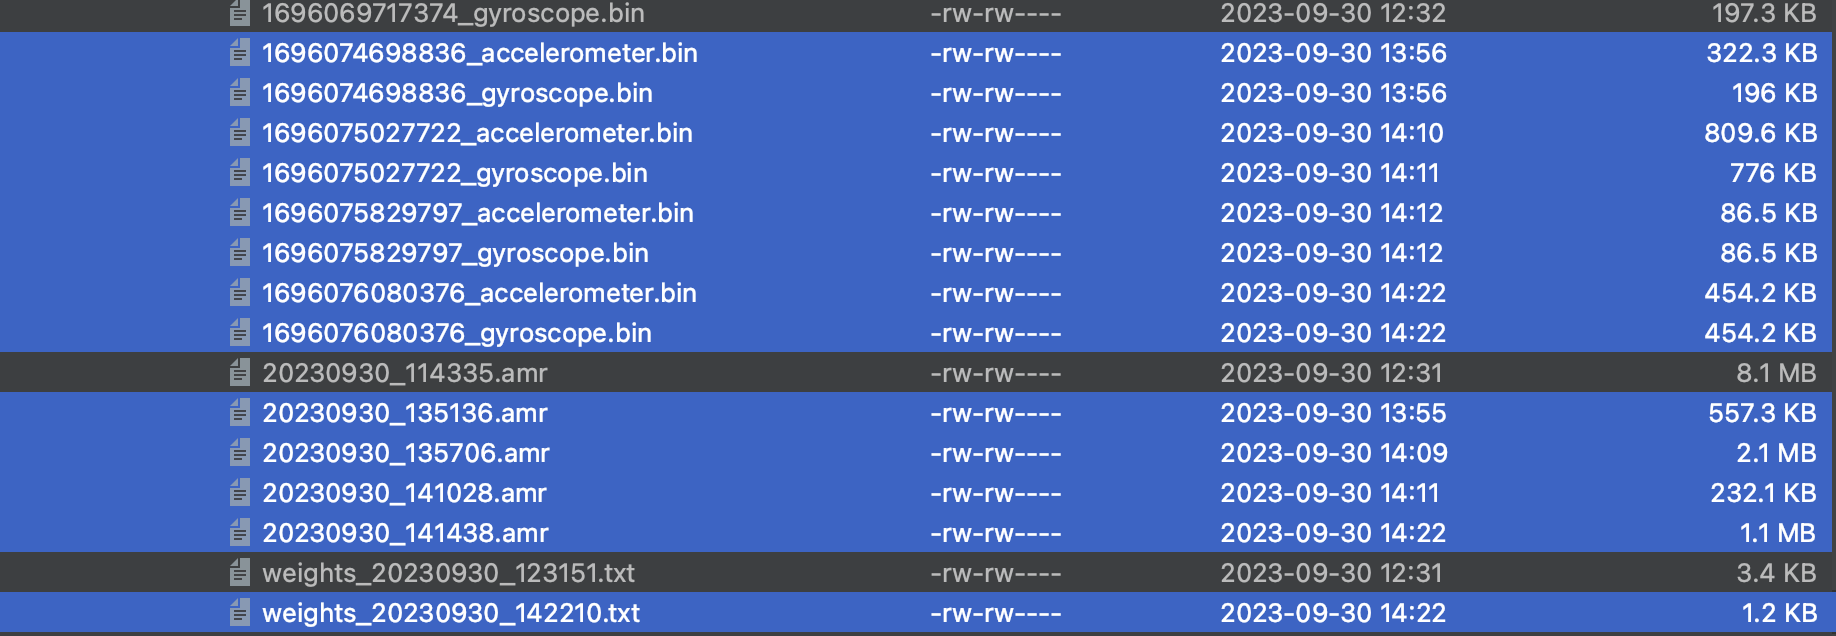 1696069717374_gyroscope.bin -rw-rw---- 2023-09-30 12:32 197.3 KB
1696074698836_accelerometer.bin -rw-rw---- 2023-09-30 13:56 322.3 KB
1696074698836_gyroscope.bin -rw-rw---- 2023-09-30 13:56 196 KB
1696075027722_accelerometer.bin -rw-rw---- 2023-09-30 14:10 809.6 KB
1696075027722_gyroscope.bin -rw-rw---- 2023-09-30 14:11 776 KB
1696075829797_accelerometer.bin -rw-rw---- 2023-09-30 14:12 86.5 KB
1696075829797_gyroscope.bin -rw-rw---- 2023-09-30 14:12 86.5 KB
1696076080376_accelerometer.bin -rw-rw---- 2023-09-30 14:22 454.2 KB
1696076080376_gyroscope.bin -rw-rw---- 2023-09-30 14:22 454.2 KB
20230930_114335.amr -rw-rw---- 2023-09-30 12:31 8.1 MB
20230930_135136.amr -rw-rw---- 2023-09-30 13:55 557.3 KB
20230930_135706.amr -rw-rw---- 2023-09-30 14:09 2.1 MB
20230930_141028.amr -rw-rw---- 2023-09-30 14:11 232.1 KB
20230930_141438.amr -rw-rw---- 2023-09-30 14:22 1.1 MB
weights_20230930_123151.txt -rw-rw---- 2023-09-30 12:31 3.4 KB
weights_20230930_142210.txt -rw-rw---- 2023-09-30 14:22 1.2 KB